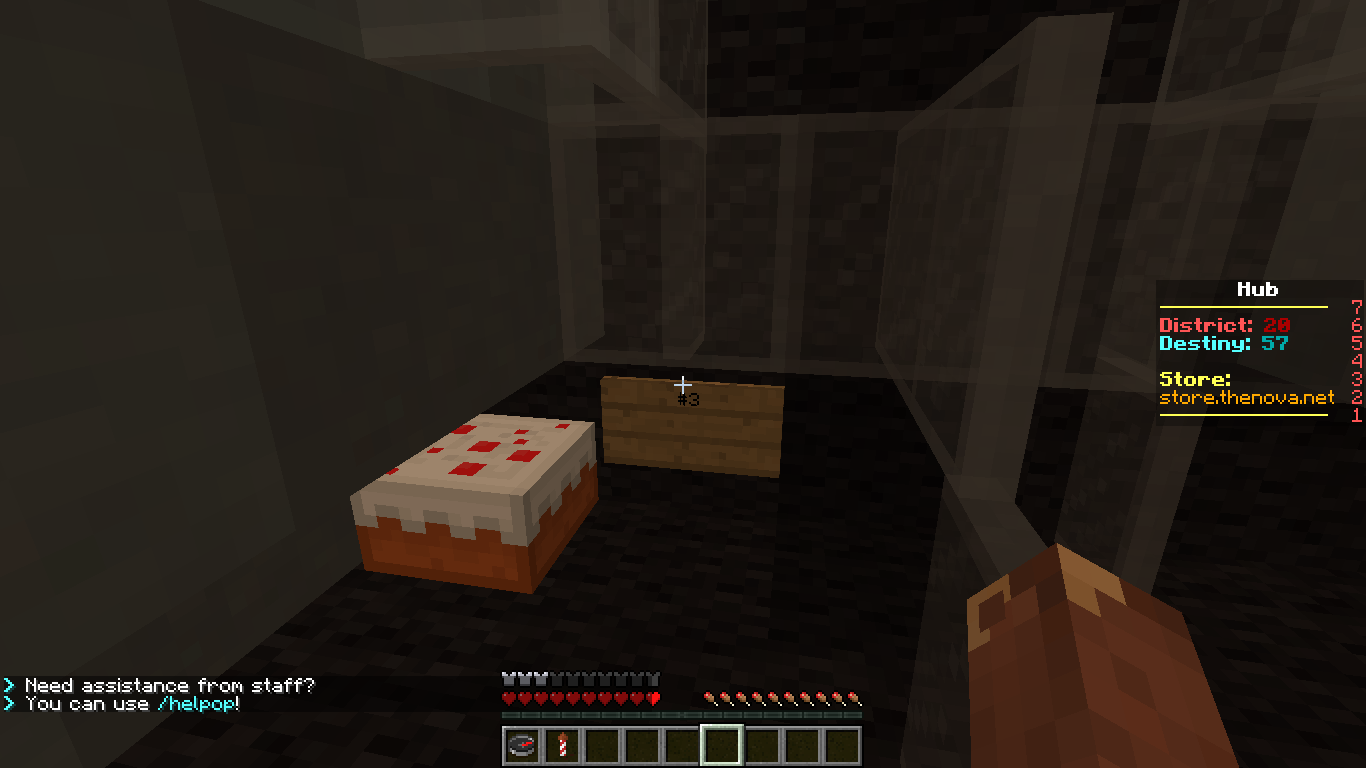 #3
Hub
7
District: 20 6
Destiny: 57 5
4
Store: 3
store.thenova.net 2
1
> Need assistance from staff?
> You can use /helpop!